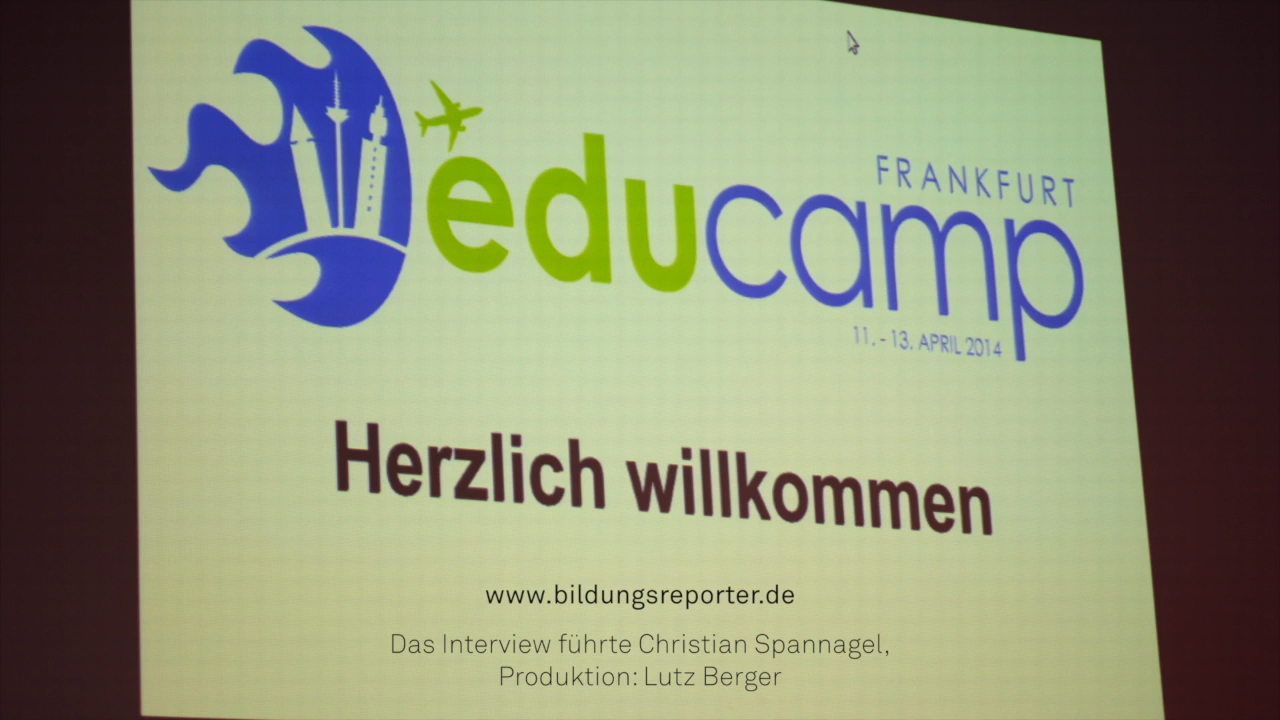 FRANKFURT
educamp
11. - 13. APRIL 2014
Herzlich willkommen
www.bildungsreporter.de
Das Interview führte Christian Spannagel,
Produktion: Lutz Berger